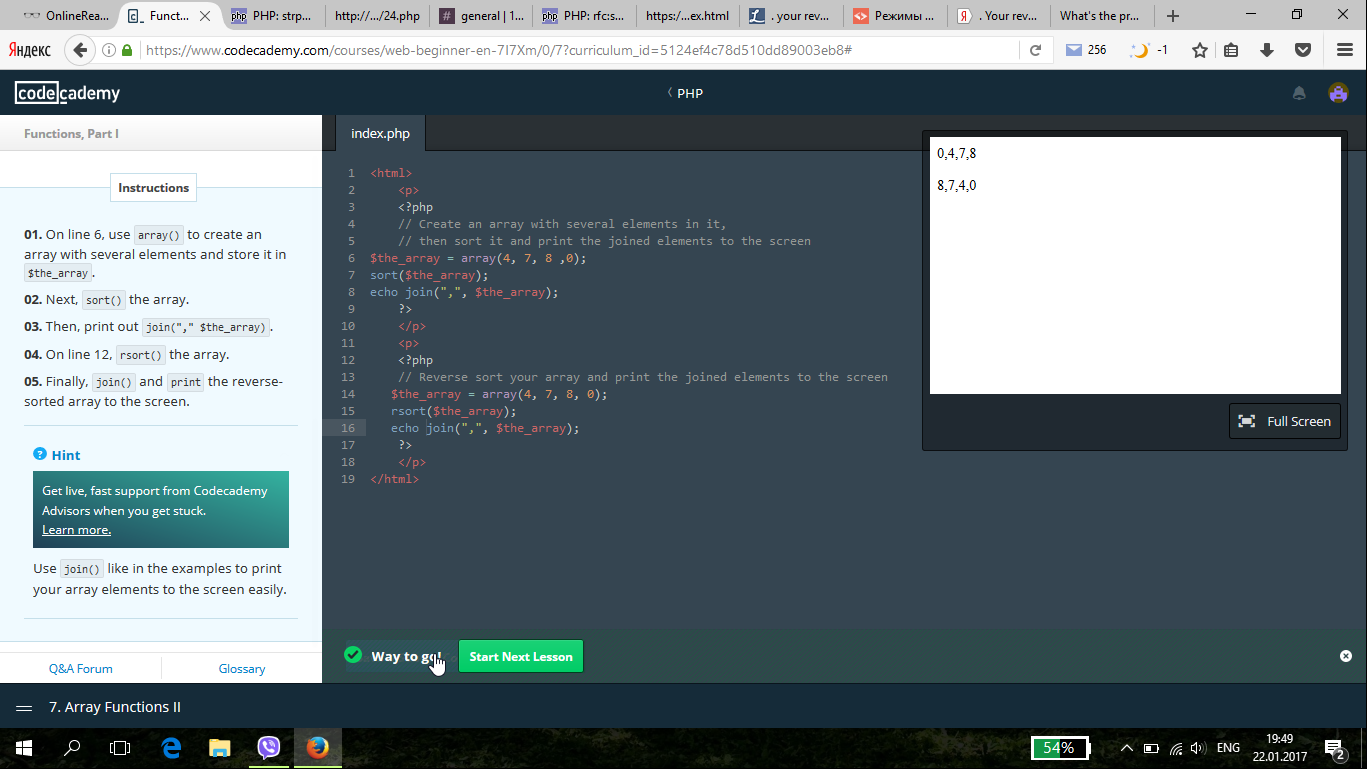 OnlineRea...
Funct...
PHP: strp...
http://.../24.php
general | 1...
PHP: rfc:s...
https:/...ex.html
. your rev...
Режимы ...
. Your rev...
What's the pr...
Яндекс
https://www.codecademy.com/courses/web-beginner-en-7I7Xm/0/7?curriculum_id=5124ef4c78d510dd89003eb8#
256
-1
codecademy
PHP
Functions, Part I
Instructions
01. On line 6, use array() to create an
array with several elements and store it in
$the_array.
02. Next, sort() the array.
03. Then, print out join("," $the_array).
04. On line 12, rsort() the array.
05. Finally, join() and print the reverse-
sorted array to the screen.
? Hint
Get live, fast support from Codecademy
Advisors when you get stuck.
Learn more.
Use join() like in the examples to print
your array elements to the screen easily.
Q&A Forum
Glossary
index.php
1 <html>
2 <p>
3 <?php
4 // Create an array with several elements in it,
5 // then sort it and print the joined elements to the screen
6 $the_array = array(4, 7, 8 ,0);
7 sort($the_array);
8 echo join(",", $the_array);
9 ?>
10 </p>
11 <p>
12 <?php
13 // Reverse sort your array and print the joined elements to the screen
14 $the_array = array(4, 7, 8, 0);
15 rsort($the_array);
16 echo join(",", $the_array);
17 ?>
18 </p>
19 </html>
0,4,7,8
8,7,4,0
Full Screen
Way to go!
Start Next Lesson
7. Array Functions II
54%
ENG
19:49
22.01.2017
2